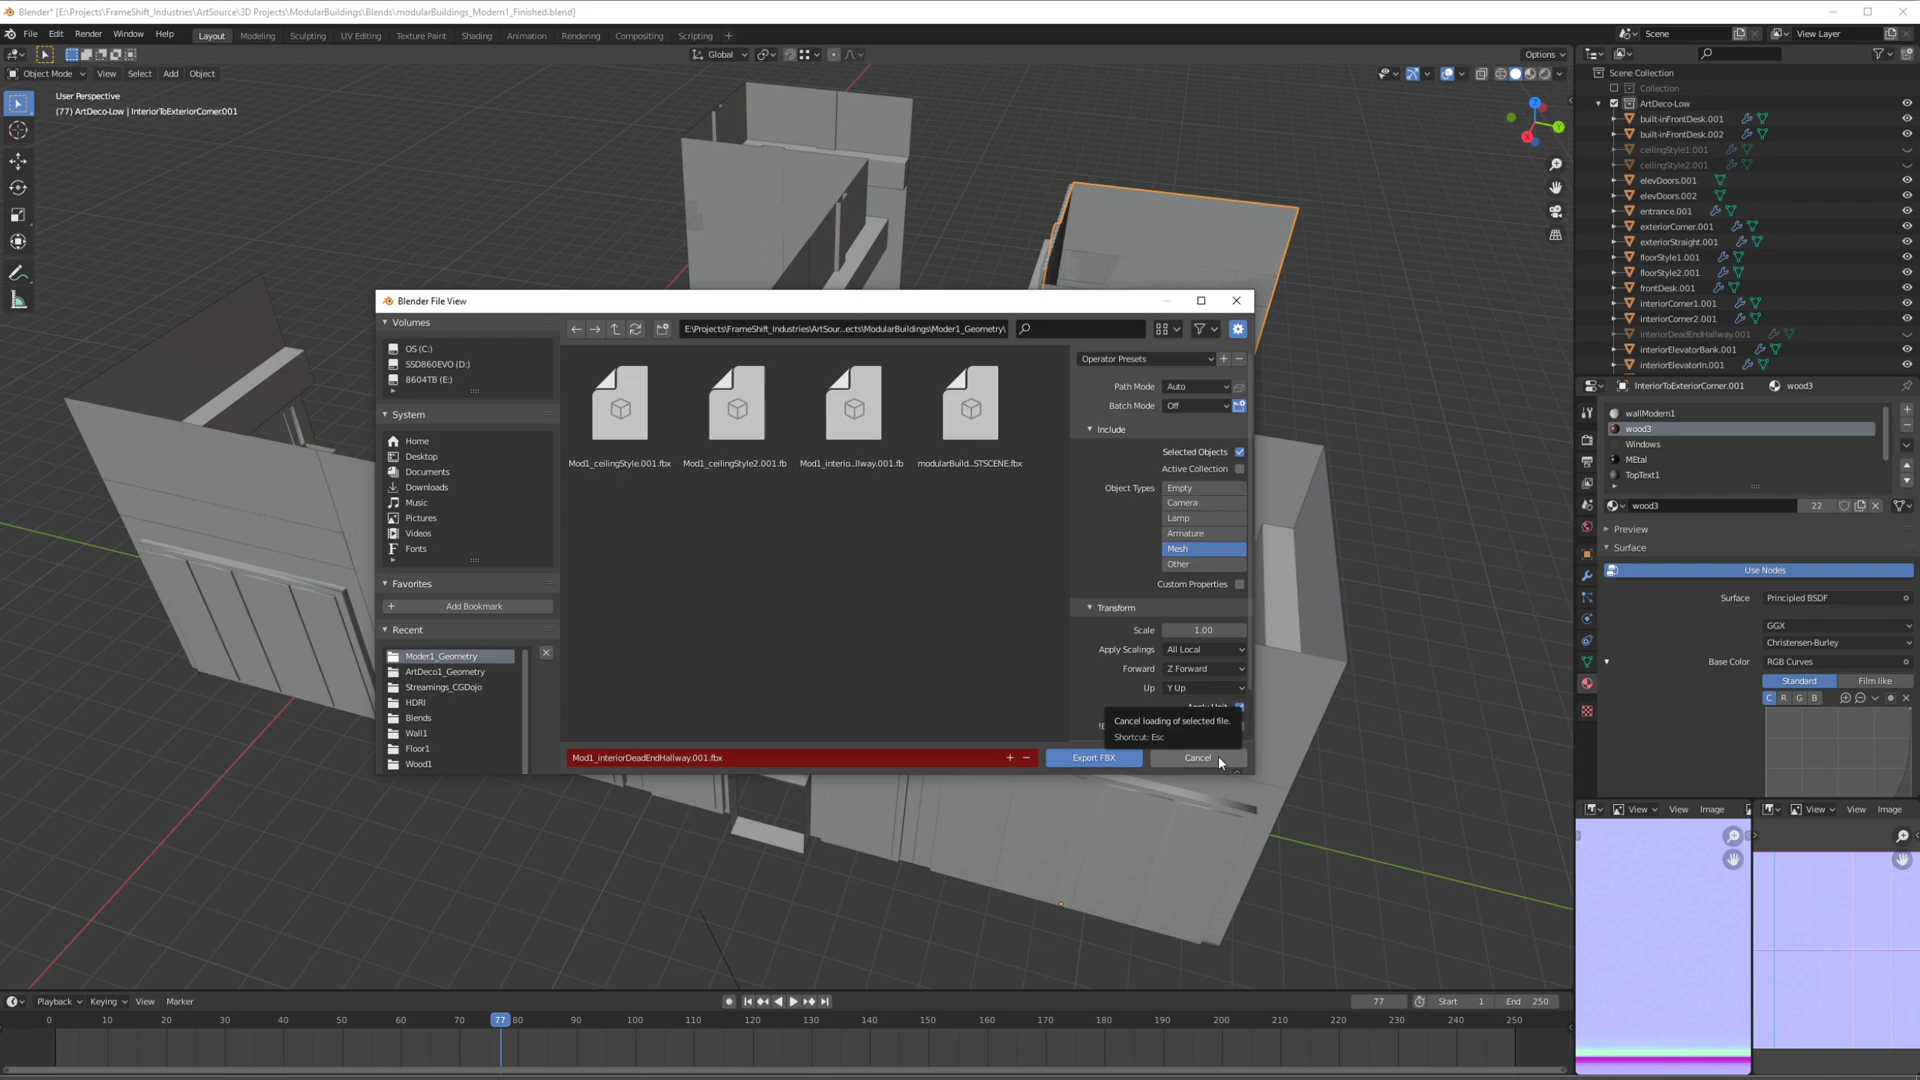 Blender* [E:\Projects\FrameShift_Industries\ArtSource\3D Projects\ModularBuildings\Blends\modularBuildings_Modern1_Finished.blend]
File Edit Render Window Help Layout Modeling Sculpting UV Editing Texture Paint Shading Animation Rendering Compositing Scripting + Scene View Layer
Global Options
Object Mode View Select Add Object
User Perspective
(77) ArtDeco-Low | InteriorToExteriorCorner.001
Scene Collection
Collection
ArtDeco-Low
built-inFrontDesk.001
built-inFrontDesk.002
ceilingStyle1.001
ceilingStyle2.001
elevDoors.001
elevDoors.002
entrance.001
exteriorCorner.001
exteriorStraight.001
floorStyle1.001
floorStyle2.001
frontDesk.001
interiorCorner1.001
interiorCorner2.001
interiorDeadEndHallway.001
interiorElevatorBank.001
interiorElevatorIn.001
Blender File View
Volumes
OS (C:)
SSD860EVO (D:)
8604TB (E:)
System
Home
Desktop
Documents
Downloads
Music
Pictures
Videos
Fonts
Favorites
Add Bookmark
Recent
Moder1_Geometry
ArtDeco1_Geometry
Streamings_CGDojo
HDRI
Blends
Wall1
Floor1
Wood1
E:\Projects\FrameShift_Industries\ArtSour...ects\ModularBuildings\Moder1_Geometry\
Mod1_ceilingStyle.001.fbx
Mod1_ceilingStyle2.001.fb
Mod1_interio...llway.001.fb
modularBuild...STSCENE.fbx
Operator Presets
Path Mode Auto
Batch Mode Off
Include
Selected Objects
Active Collection
Object Types Empty
Camera
Lamp
Armature
Mesh
Other
Custom Properties
Transform
Scale 1.00
Apply Scalings All Local
Forward Z Forward
Up Y Up
Cancel loading of selected file.
Shortcut: Esc
Mod1_interiorDeadEndHallway.001.fbx
Export FBX
Cancel
InteriorToExteriorCorner.001 wood3
wallModern1
wood3
Windows
MEtal
TopText1
wood3 22
Preview
Surface
Use Nodes
Surface Principled BSDF
GGX
Christensen-Burley
Base Color RGB Curves
Standard Film like
C R G B
View View Image
View View Image
Playback Keying View Marker
77 Start 1 End 250
0 10 20 30 40 50 60 70 77 80 90 100 110 120 130 140 150 160 170 180 190 200 210 220 230 240 250